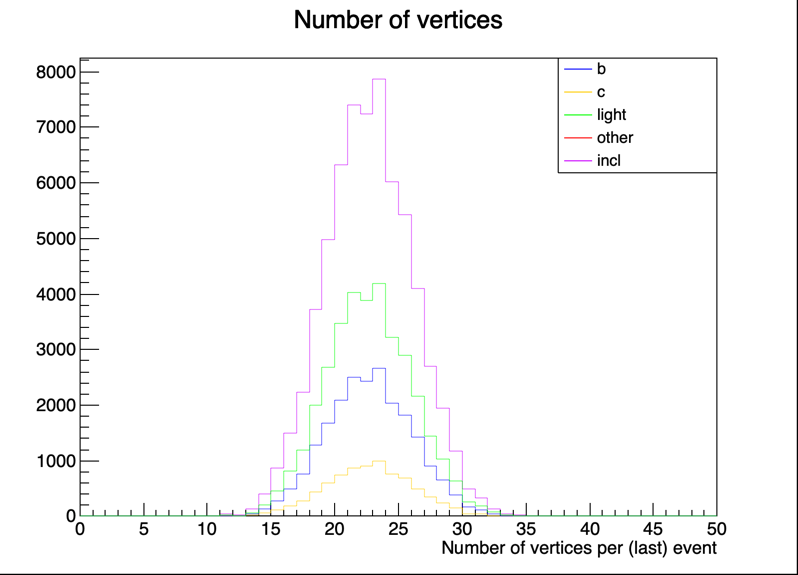 Number of vertices
8000
7000
6000
5000
4000
3000
2000
1000
0
b
c
light
other
incl
0 5 10 15 20 25 30 35 40 45 50
Number of vertices per (last) event